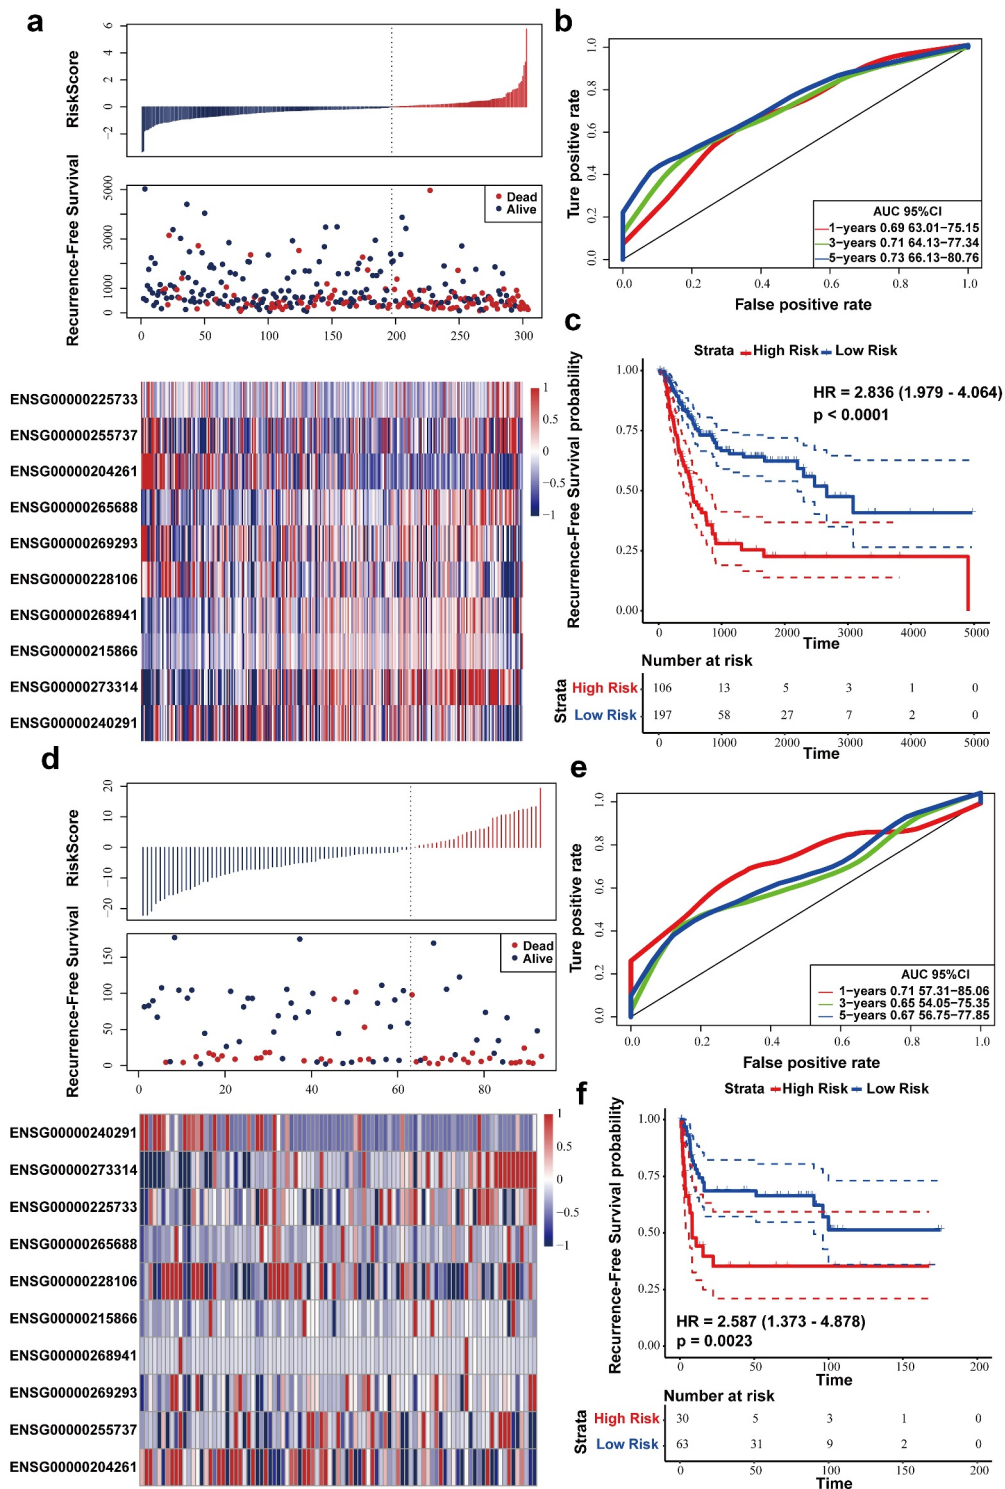 a
RiskScore
6
4
2
0
−2
Recurrence-Free Survival
5000
3000
1000
0
Dead
Alive
0 50 100 150 200 250 300
ENSG00000225733
ENSG00000255737
ENSG00000204261
ENSG00000265688
ENSG00000269293
ENSG00000228106
ENSG00000268941
ENSG00000215866
ENSG00000273314
ENSG00000240291
1
0.5
0
−0.5
−1
b
Ture positive rate
1.0
0.8
0.6
0.4
0.2
0.0
AUC 95%CI
1−years 0.69 63.01−75.15
3−years 0.71 64.13−77.34
5−years 0.73 66.13−80.76
0.0 0.2 0.4 0.6 0.8 1.0
False positive rate
c
Strata High Risk Low Risk
Recurrence-Free Survival probability
1.00
0.75
0.50
0.25
0.00
HR = 2.836 (1.979 - 4.064)
p < 0.0001
0 1000 2000 3000 4000 5000
Time
Number at risk
Strata
High Risk 106 13 5 3 1 0
Low Risk 197 58 27 7 2 0
0 1000 2000 3000 4000 5000
Time
d
RiskScore
20
10
0
−10
−20
Recurrence-Free Survival
150
100
50
0
Dead
Alive
0 20 40 60 80
ENSG00000240291
ENSG00000273314
ENSG00000225733
ENSG00000265688
ENSG00000228106
ENSG00000215866
ENSG00000268941
ENSG00000269293
ENSG00000255737
ENSG00000204261
1
0.5
0
−0.5
−1
e
Ture positive rate
1.0
0.8
0.6
0.4
0.2
0.0
AUC 95%CI
1−years 0.71 57.31−85.06
3−years 0.65 54.05−75.35
5−years 0.67 56.75−77.85
0.0 0.2 0.4 0.6 0.8 1.0
False positive rate
f
Strata High Risk Low Risk
Recurrence-Free Survival probability
1.00
0.75
0.50
0.25
0.00
HR = 2.587 (1.373 - 4.878)
p = 0.0023
0 50 100 150 200
Time
Number at risk
Strata
High Risk 30 5 3 1 0
Low Risk 63 31 9 2 0
0 50 100 150 200
Time